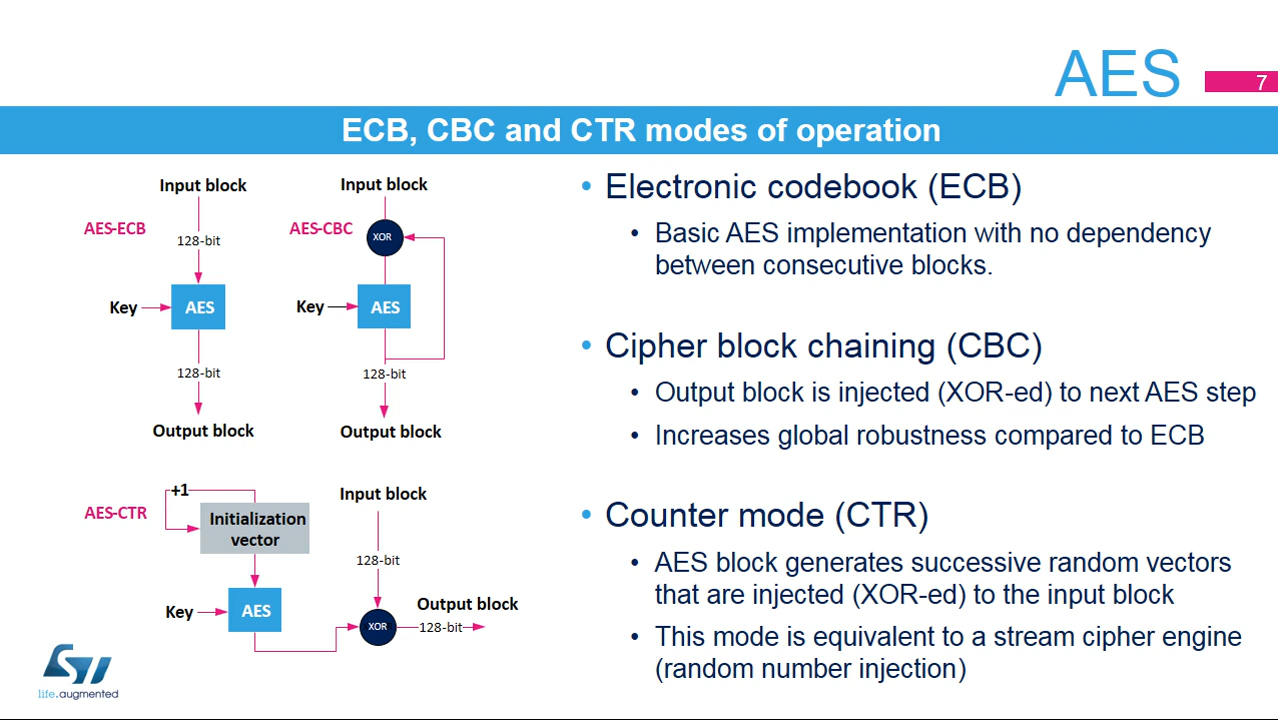 AES
7
ECB, CBC and CTR modes of operation
Input block
AES-ECB
128-bit
Key
AES
128-bit
Output block
Input block
AES-CBC
XOR
Key
AES
128-bit
Output block
+1
AES-CTR
Initialization
vector
Key
AES
Input block
128-bit
XOR
Output block
128-bit
• Electronic codebook (ECB)
• Basic AES implementation with no dependency
between consecutive blocks.
• Cipher block chaining (CBC)
• Output block is injected (XOR-ed) to next AES step
• Increases global robustness compared to ECB
• Counter mode (CTR)
• AES block generates successive random vectors
that are injected (XOR-ed) to the input block
• This mode is equivalent to a stream cipher engine
(random number injection)
ST
life.augmented